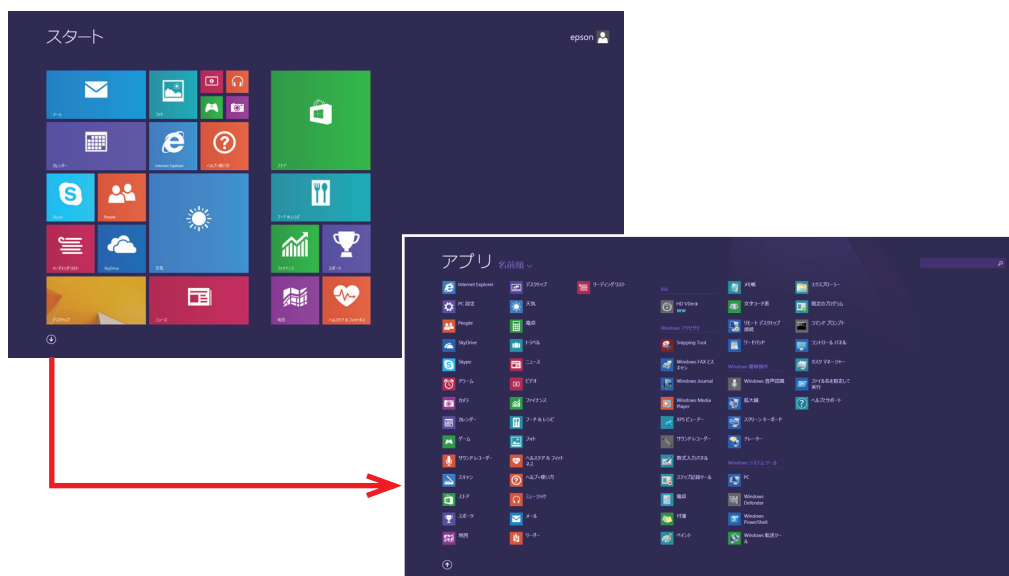 スタート
epson
メール
フォト
カレンダー
Internet Explorer
ヘルプ+使い方
ストア
Skype
People
フード & レシピ
リーディング リスト
SkyDrive
天気
ファイナンス
スポーツ
デスクトップ
ニュース
地図
ヘルスケア & フィットネス
アプリ 名前順
Internet Explorer
PC 設定
People
SkyDrive
Skype
アラーム
カメラ
カレンダー
ゲーム
サウンド レコーダー
スキャン
ストア
スポーツ
地図
デスクトップ
天気
電卓
トラベル
ニュース
ビデオ
ファイナンス
フード & レシピ
フォト
ヘルスケア & フィット
ネス
ヘルプ+使い方
ミュージック
メール
リーダー
リーディング リスト
VIA
HD VDeck
NEW
Windows アクセサリ
Snipping Tool
Windows FAX とス
キャン
Windows Journal
Windows Media
Player
XPS ビューアー
サウンド レコーダー
数式入力パネル
ステップ記録ツール
電卓
付箋
ペイント
メモ帳
文字コード表
リモート デスクトップ
接続
ワードパッド
Windows 簡単操作
Windows 音声認識
拡大鏡
スクリーン キーボード
ナレーター
Windows システム ツール
PC
Windows
Defender
Windows
PowerShell
Windows 転送ツー
ル
エクスプローラー
既定のプログラム
コマンド プロンプト
コントロール パネル
タスク マネージャー
ファイル名を指定して
実行
ヘルプとサポート